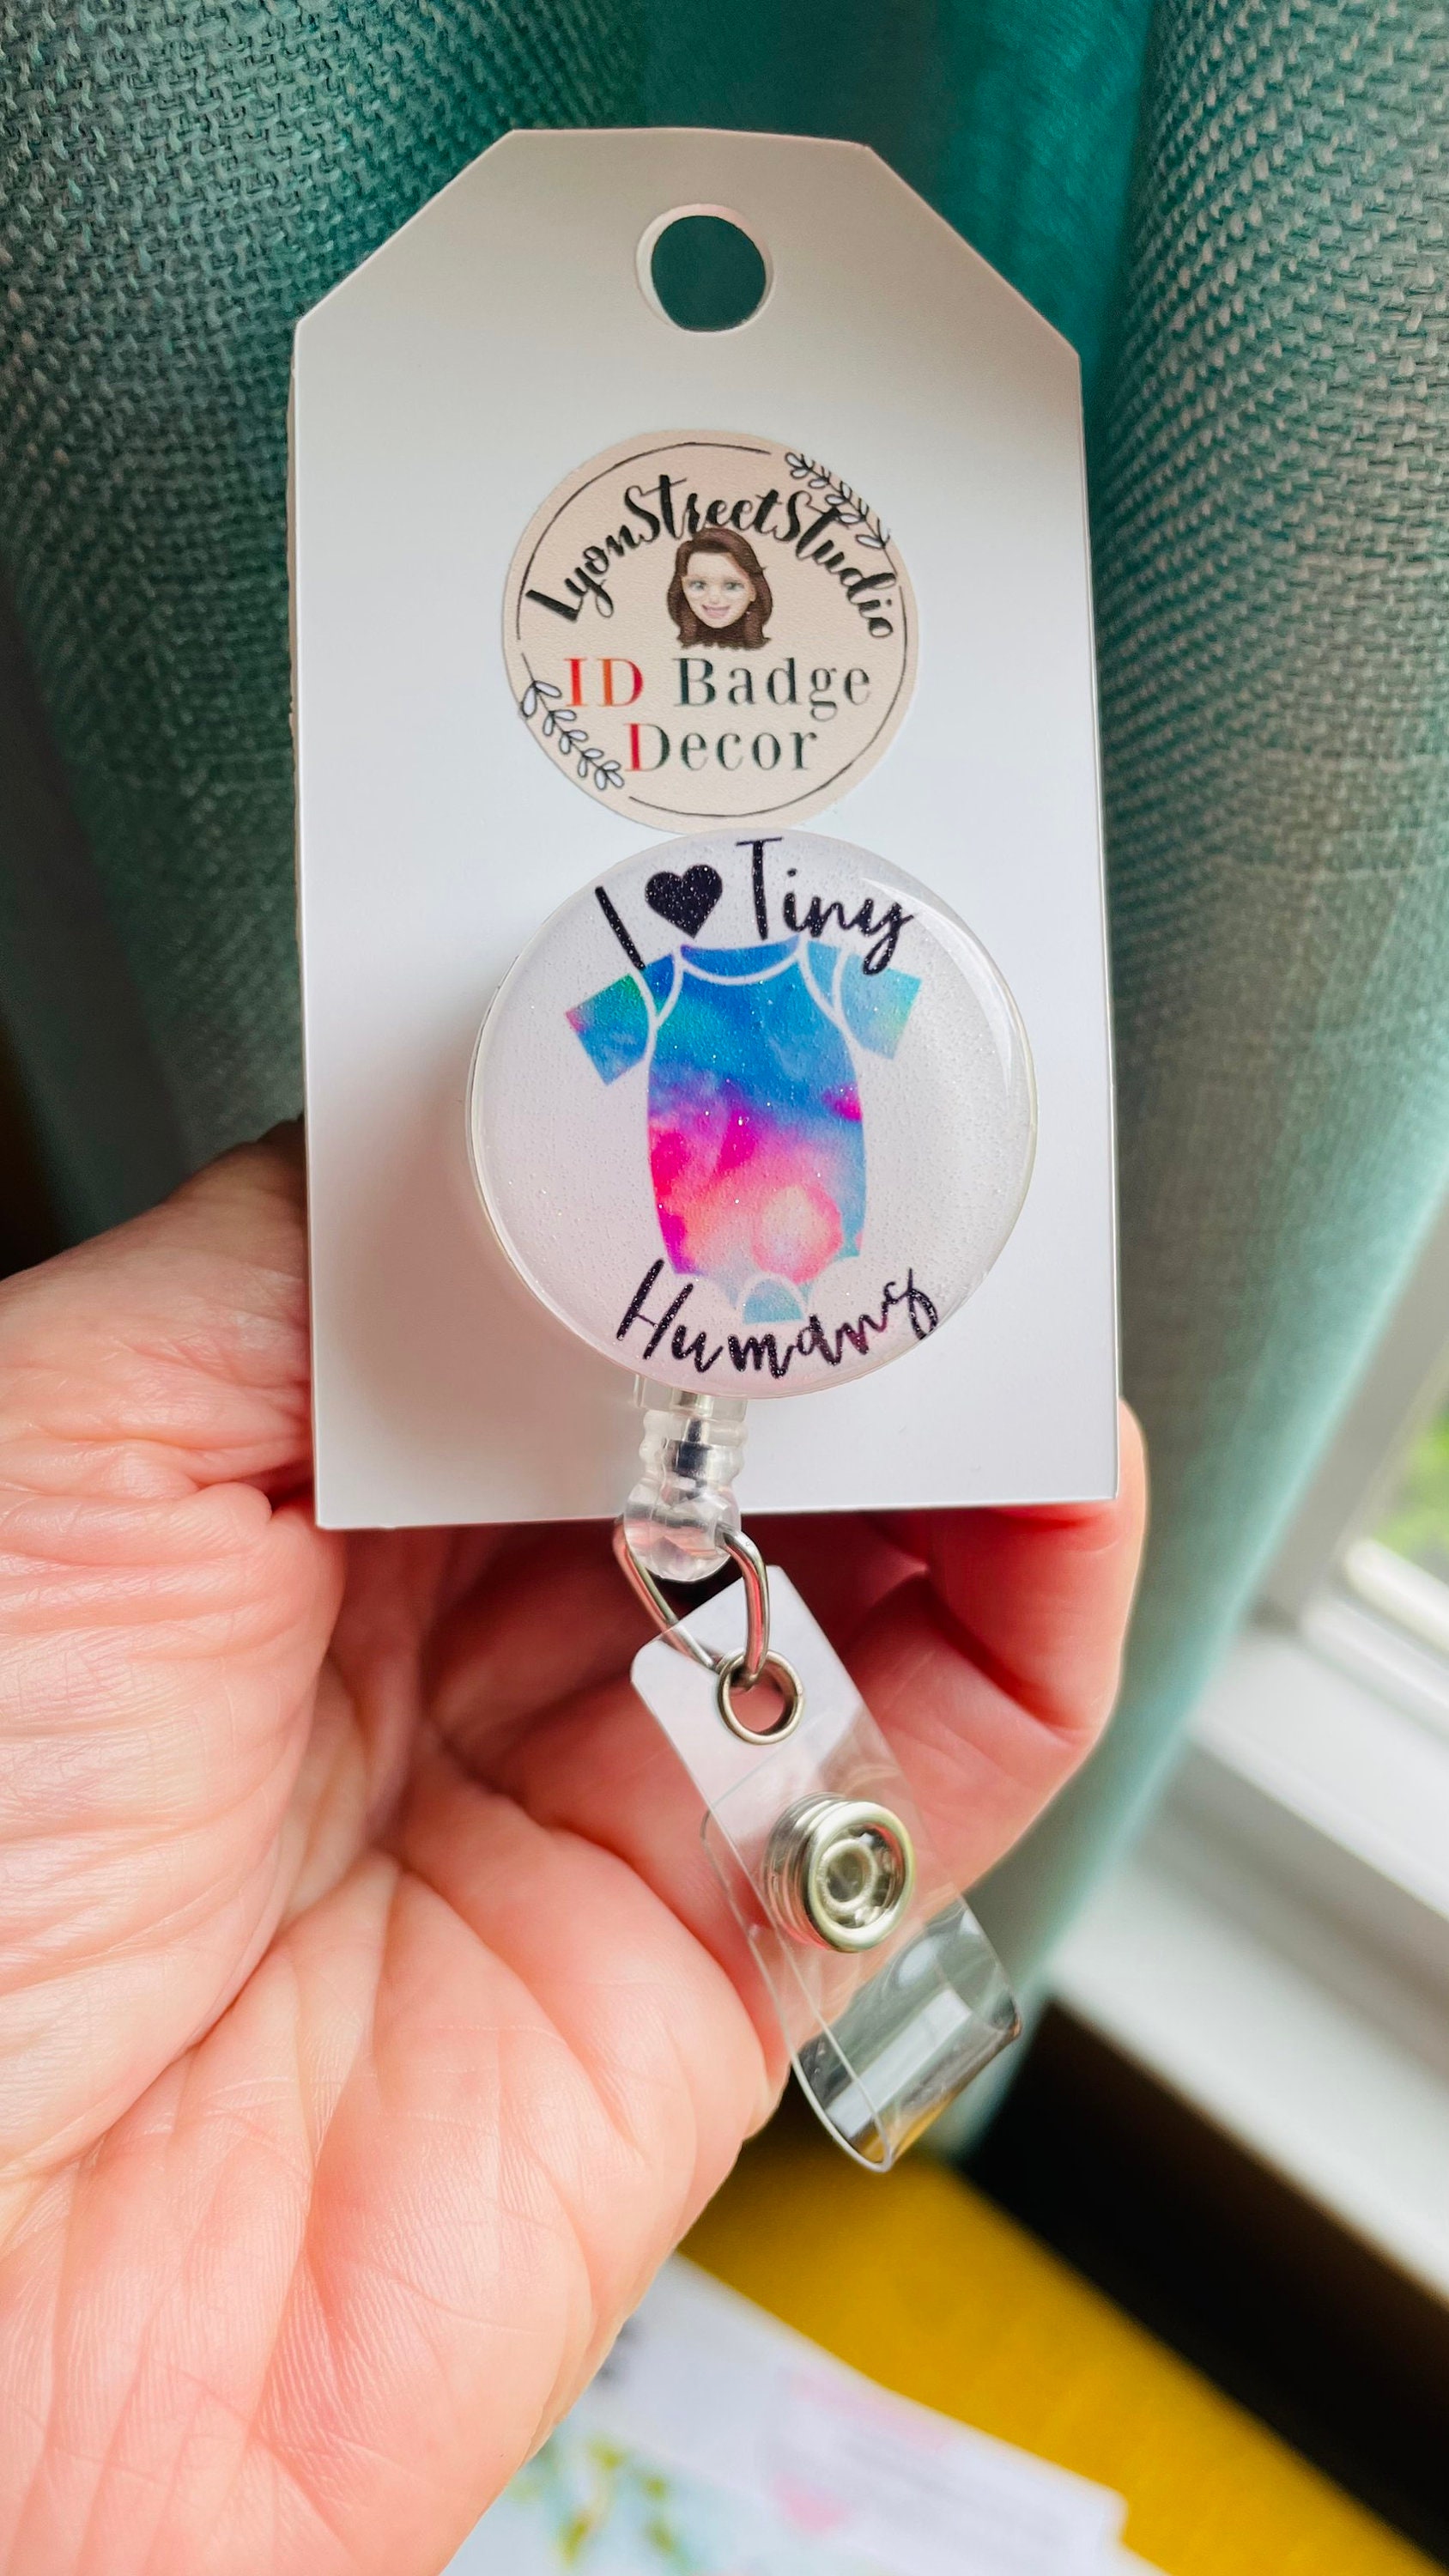 LyonStreetStudio
ID Badge
Decor
I ♥ Tiny
Humans